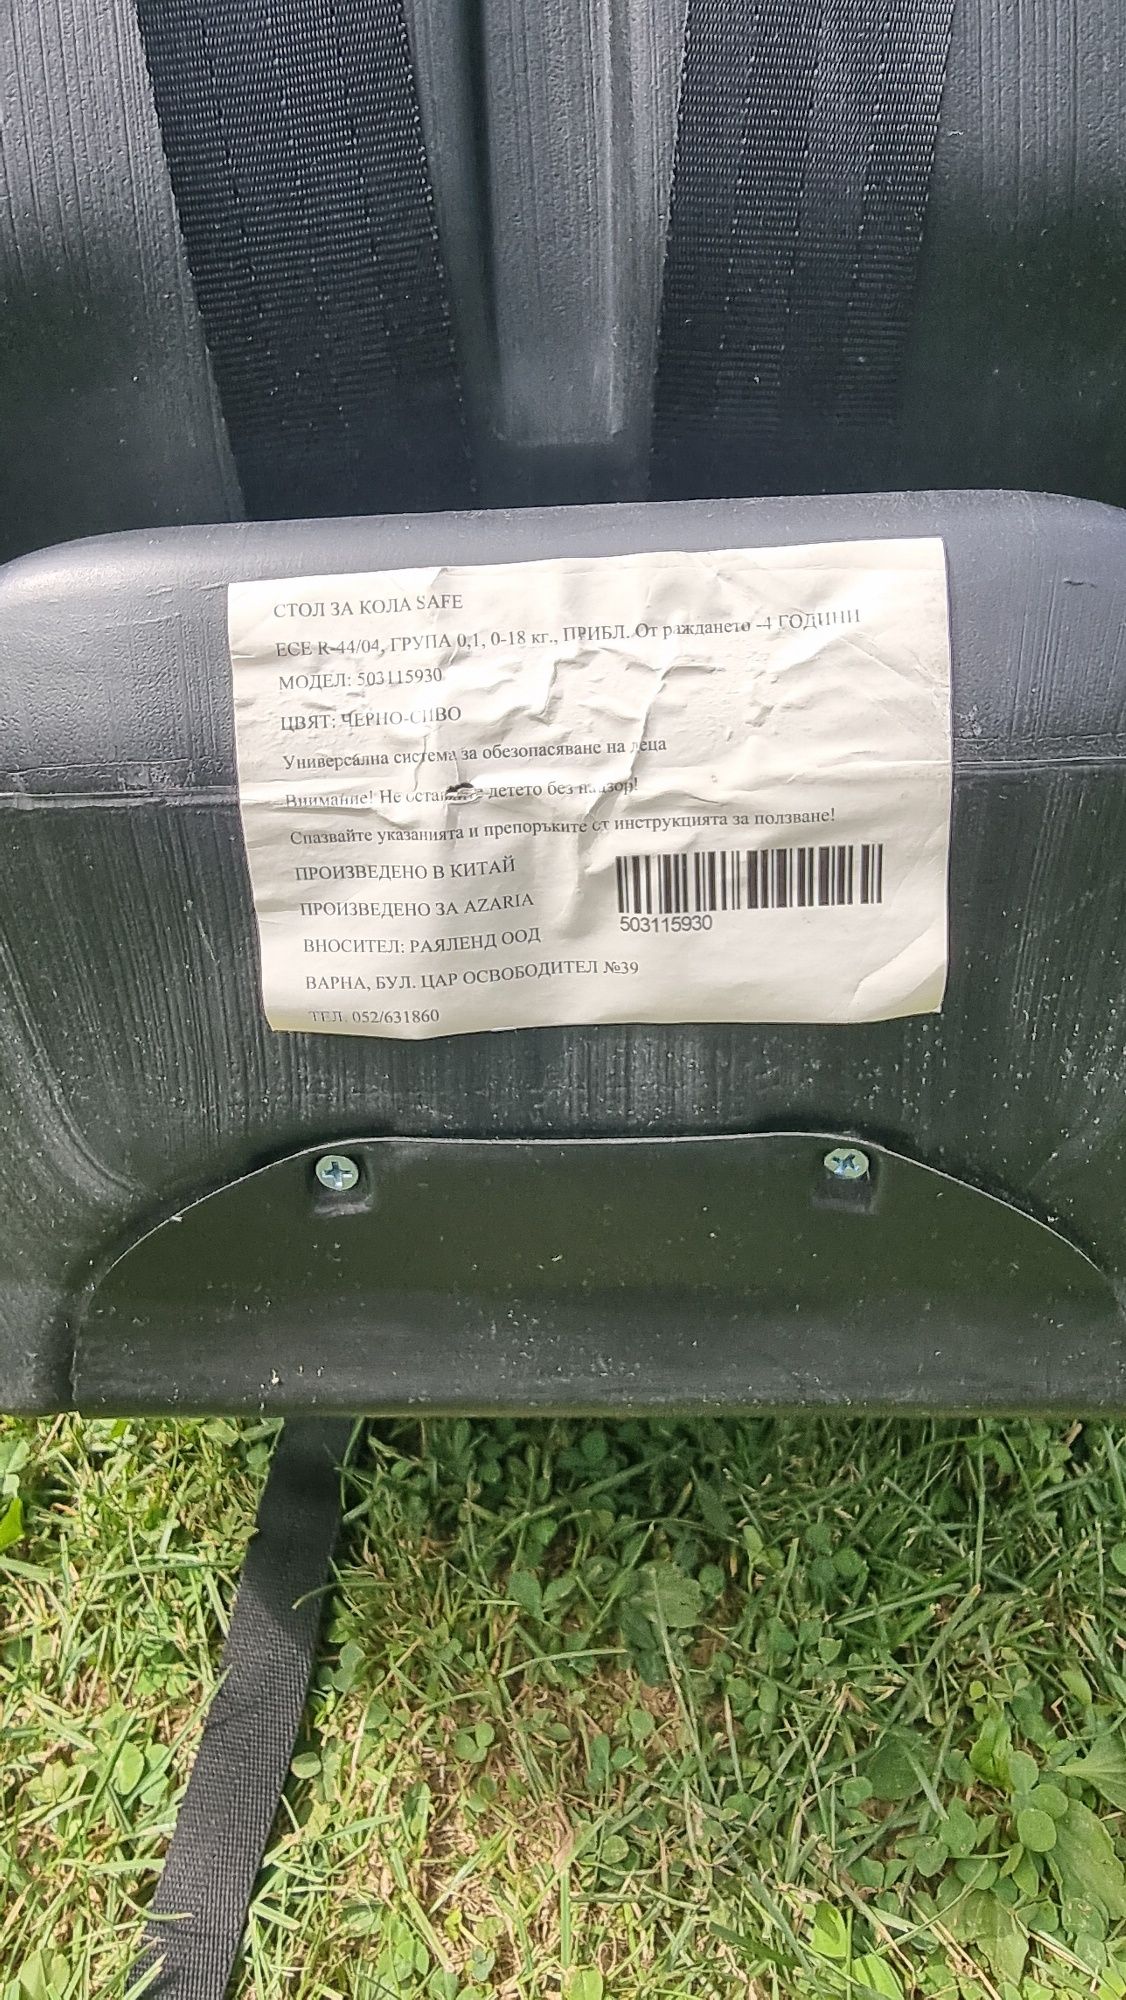 СТОЛ ЗА КОЛА SAFE
ECE R-44/04, ГРУПА 0,1, 0-18 кг., ПРИБЛ. От раждането -4 ГОДИНИ
МОДЕЛ: 503115930
ЦВЯТ: ЧЕРНО-СИВО
Универсална система за обезопасяване на деца
Внимание! Не оставяйте детето без надзор!
Спазвайте указанията и препоръките от инструкцията за ползване!
ПРОИЗВЕДЕНО В КИТАЙ
ПРОИЗВЕДЕНО ЗА AZARIA
503115930
ВНОСИТЕЛ: РАЯЛЕНД ООД
ВАРНА, БУЛ. ЦАР ОСВОБОДИТЕЛ №39
ТЕЛ. 052/631860